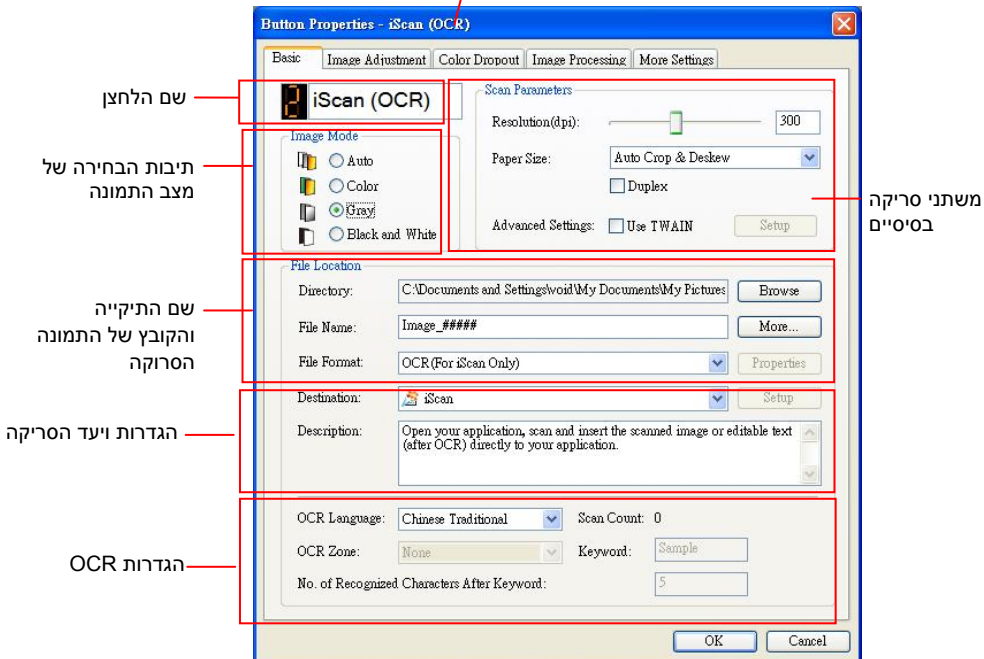 Button Properties - iScan (OCR)
Basic Image Adjustment Color Dropout Image Processing More Settings
שם הלחצן
2 iScan (OCR)
Image Mode
Auto
Color
Gray
Black and White
תיבות הבחירה של
מצב התמונה
Scan Parameters
Resolution(dpi): 300
Paper Size: Auto Crop & Deskew
Duplex
Advanced Settings: Use TWAIN Setup
משתני סריקה
בסיסיים
File Location
Directory: C:\Documents and Settings\void\My Documents\My Pictures Browse
File Name: Image_##### More...
File Format: OCR(For iScan Only) Properties
שם התיקייה
והקובץ של התמונה
הסרוקה
Destination: iScan Setup
Description: Open your application, scan and insert the scanned image or editable text
(after OCR) directly to your application.
הגדרות ויעד הסריקה
OCR Language: Chinese Traditional Scan Count: 0
OCR Zone: None Keyword: Sample
No. of Recognized Characters After Keyword: 5
הגדרות OCR
OK Cancel